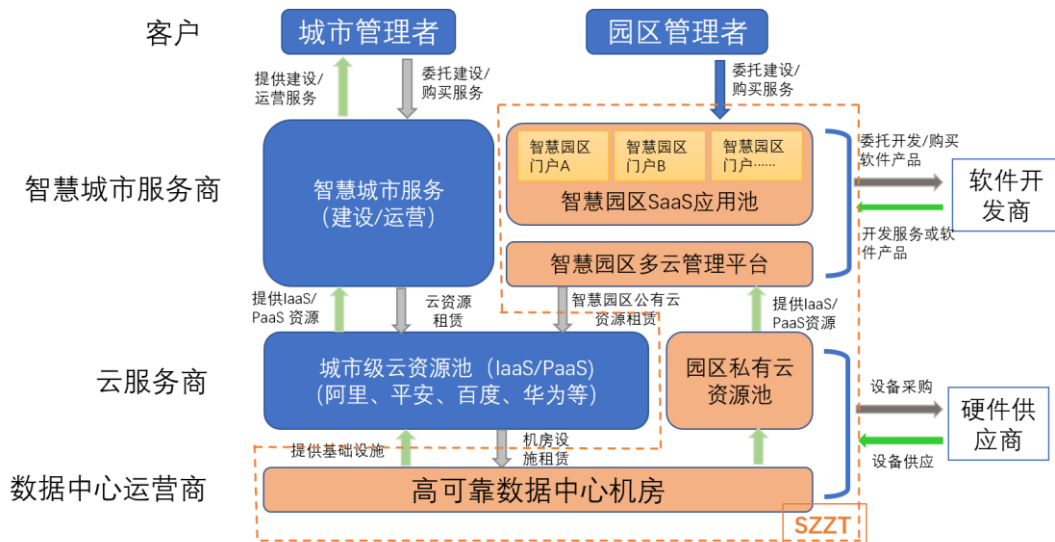 客户
城市管理者
园区管理者
提供建设/
运营服务
委托建设/
购买服务
委托建设/
购买服务
智慧城市服务商
智慧城市服务
（建设/运营）
智慧园区
门户A
智慧园区
门户B
智慧园区
门户……
智慧园区SaaS应用池
智慧园区多云管理平台
委托开发/购买
软件产品
软件开
发商
开发服务或软
件产品
提供IaaS/
PaaS 资源
云资源
租赁
智慧园区公有云
资源租赁
提供IaaS/
PaaS资源
云服务商
城市级云资源池（IaaS/PaaS)
(阿里、平安、百度、华为等）
园区私有云
资源池
设备采购
硬件供
应商
设备供应
提供基础设施
机房设
施租赁
数据中心运营商
高可靠数据中心机房
SZZT